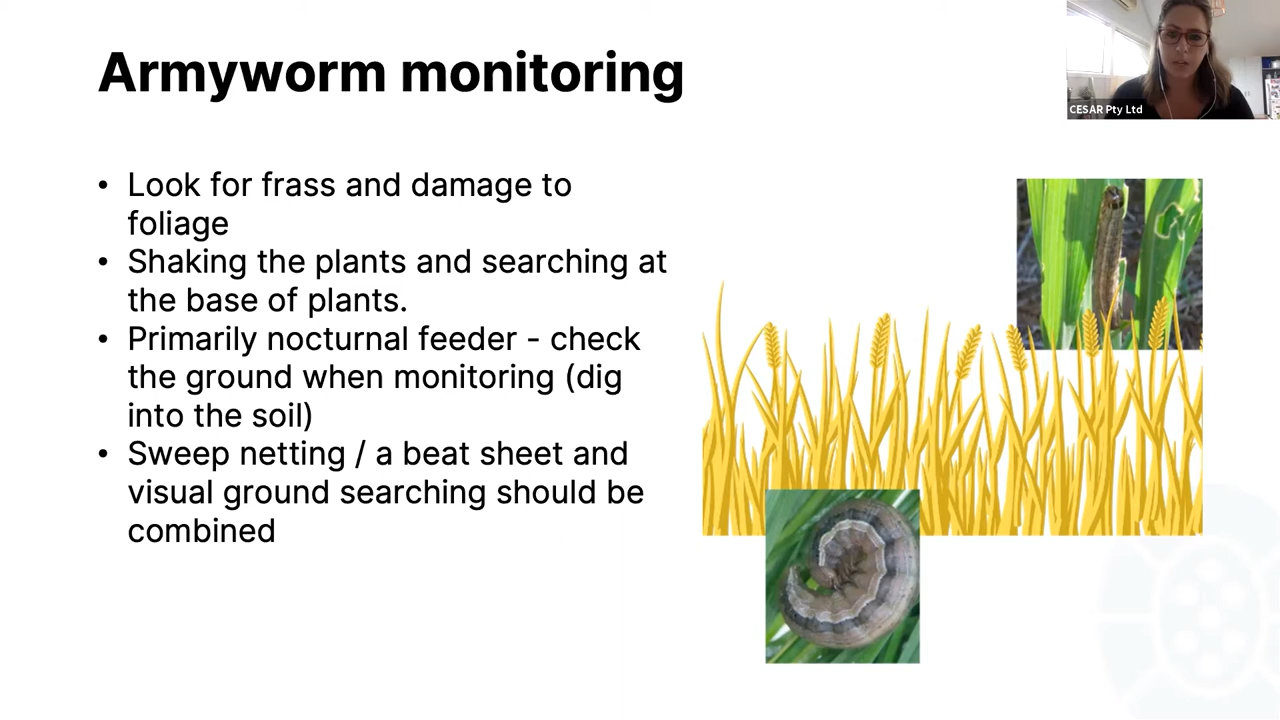 Armyworm monitoring
CESAR Pty Ltd
• Look for frass and damage to
foliage
• Shaking the plants and searching at
the base of plants.
• Primarily nocturnal feeder - check
the ground when monitoring (dig
into the soil)
• Sweep netting / a beat sheet and
visual ground searching should be
combined